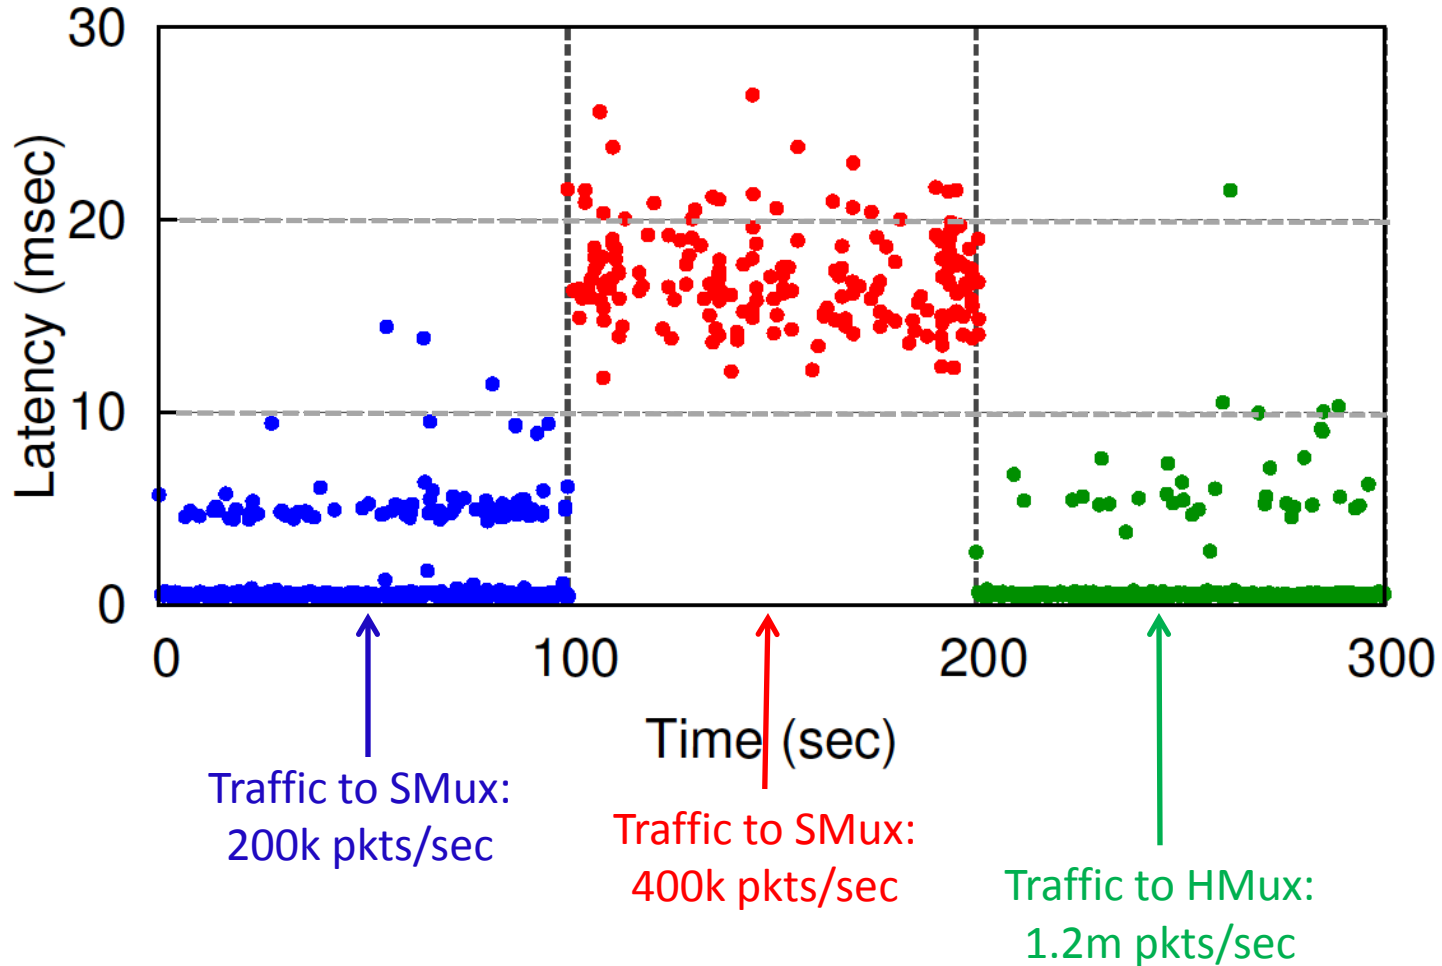 30
20
10
0
Latency (msec)
0 100 200 300
Time (sec)
Traffic to SMux:
200k pkts/sec
Traffic to SMux:
400k pkts/sec
Traffic to HMux:
1.2m pkts/sec